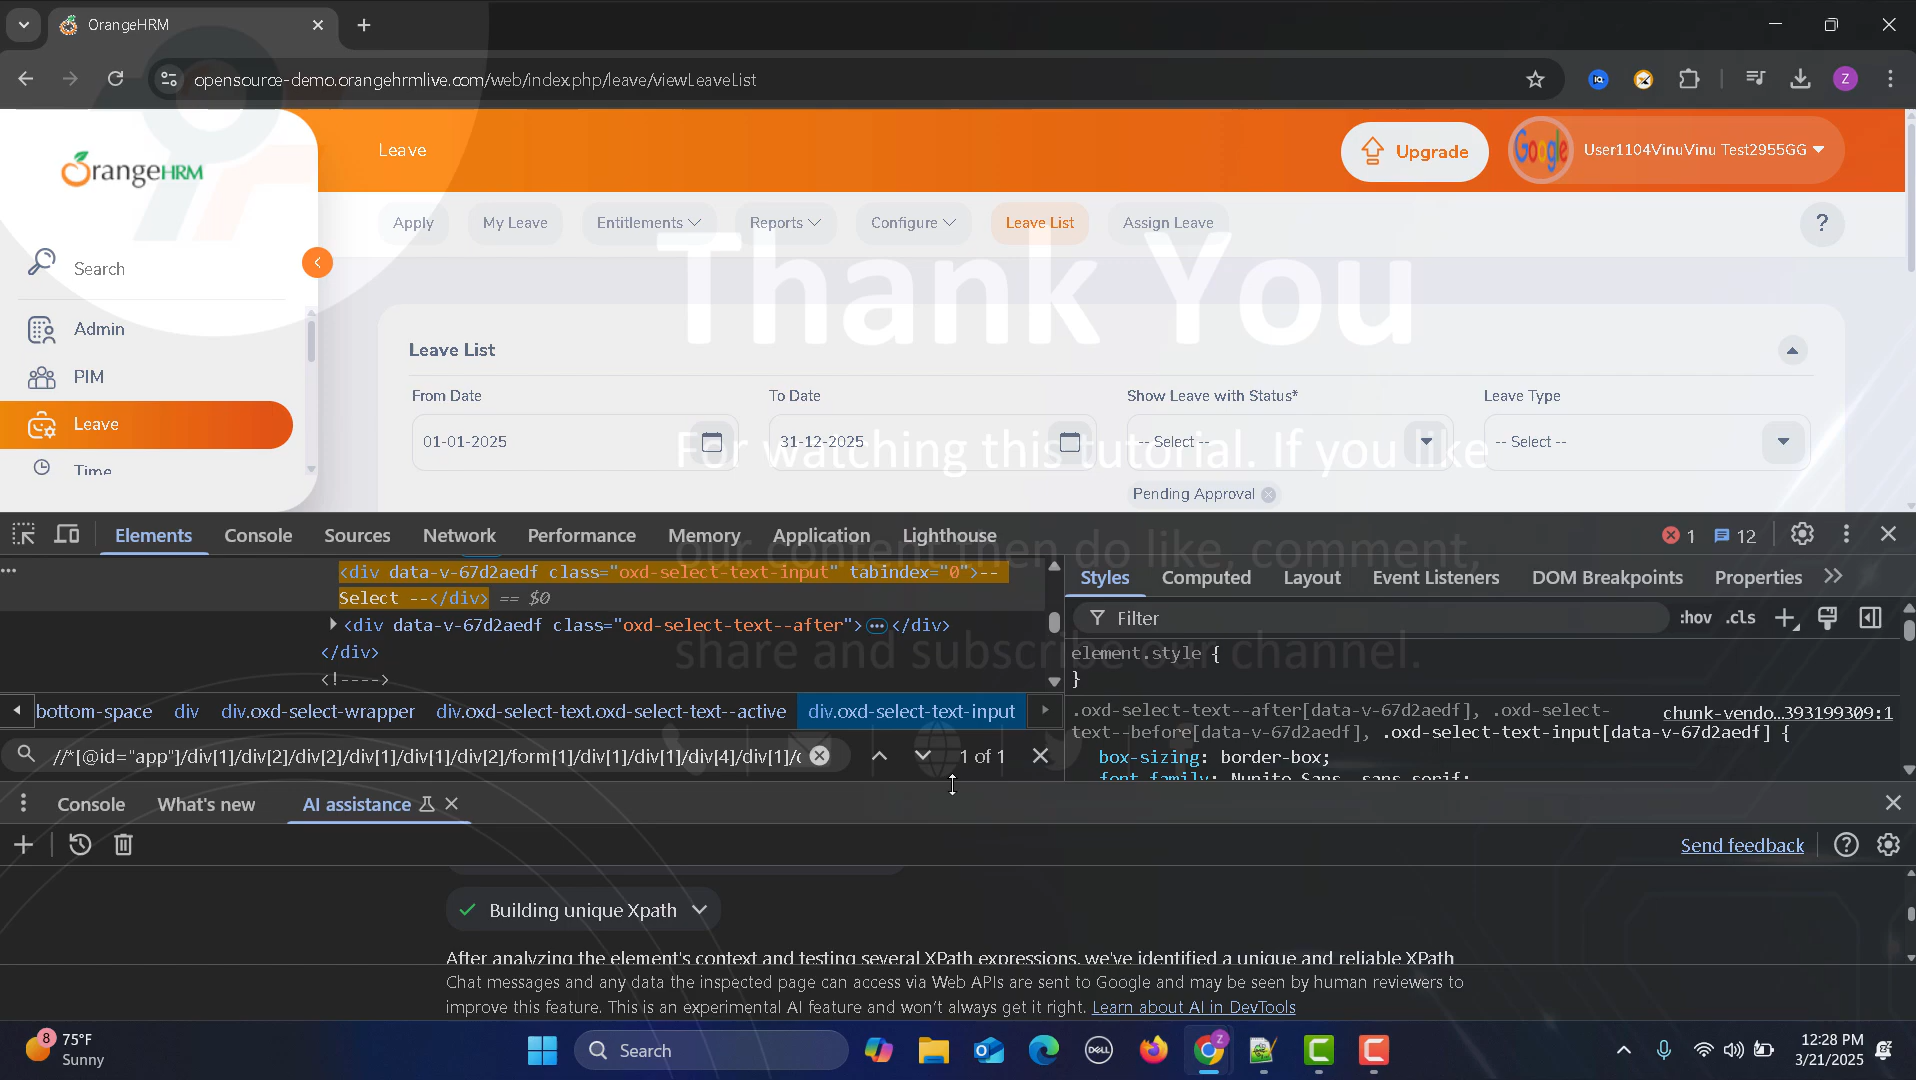 OrangeHRM
opensource-demo.orangehrmlive.com/web/index.php/leave/viewLeaveList
Z
OrangeHRM
Leave
Upgrade
Google
User1104VinuVinu Test2955GG
Apply
My Leave
Entitlements
Reports
Configure
Leave List
Assign Leave
?
Search
Admin
PIM
Leave
Time
Thank You
For watching this tutorial. If you like
our content then do like, comment,
share and subscribe our channel.
Leave List
From Date
To Date
Show Leave with Status*
Leave Type
01-01-2025
31-12-2025
-- Select --
-- Select --
Pending Approval
Elements
Console
Sources
Network
Performance
Memory
Application
Lighthouse
1
12
<div data-v-67d2aedf class="oxd-select-text-input" tabindex="0">--
Select --</div> == $0
<div data-v-67d2aedf class="oxd-select-text--after"></div>
</div>
<!---->
bottom-space
div
div.oxd-select-wrapper
div.oxd-select-text.oxd-select-text--active
div.oxd-select-text-input
//*[@id="app"]/div[1]/div[2]/div[2]/div[1]/div[1]/div[2]/form[1]/div[1]/div[1]/div[4]/div[1]/
1 of 1
Styles
Computed
Layout
Event Listeners
DOM Breakpoints
Properties
Filter
:hov
.cls
element.style {
}
.oxd-select-text--after[data-v-67d2aedf], .oxd-select-
text--before[data-v-67d2aedf], .oxd-select-text-input[data-v-67d2aedf] {
chunk-vendo…393199309:1
box-sizing: border-box;
font-family: Nunito Sans, sans-serif;
Console
What's new
AI assistance
Send feedback
Building unique Xpath
After analyzing the element's context and testing several XPath expressions, we've identified a unique and reliable XPath
Chat messages and any data the inspected page can access via Web APIs are sent to Google and may be seen by human reviewers to
improve this feature. This is an experimental AI feature and won't always get it right. Learn about AI in DevTools
8
75°F
Sunny
Search
DELL
Z
12:28 PM
3/21/2025